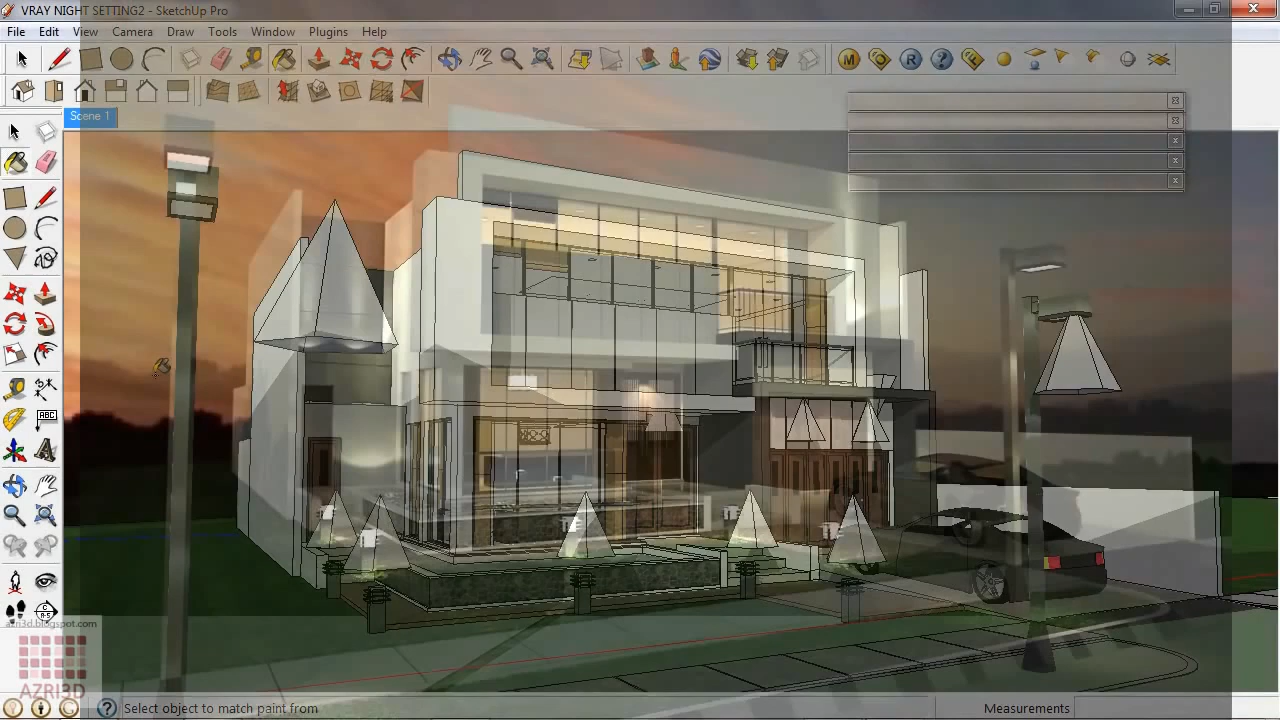 VRAY NIGHT SETTING2 - SketchUp Pro
File Edit View Camera Draw Tools Window Plugins Help
Scene 1
ABC
azri3d.blogspot.com
AZRI3D
Select object to match paint from
Measurements